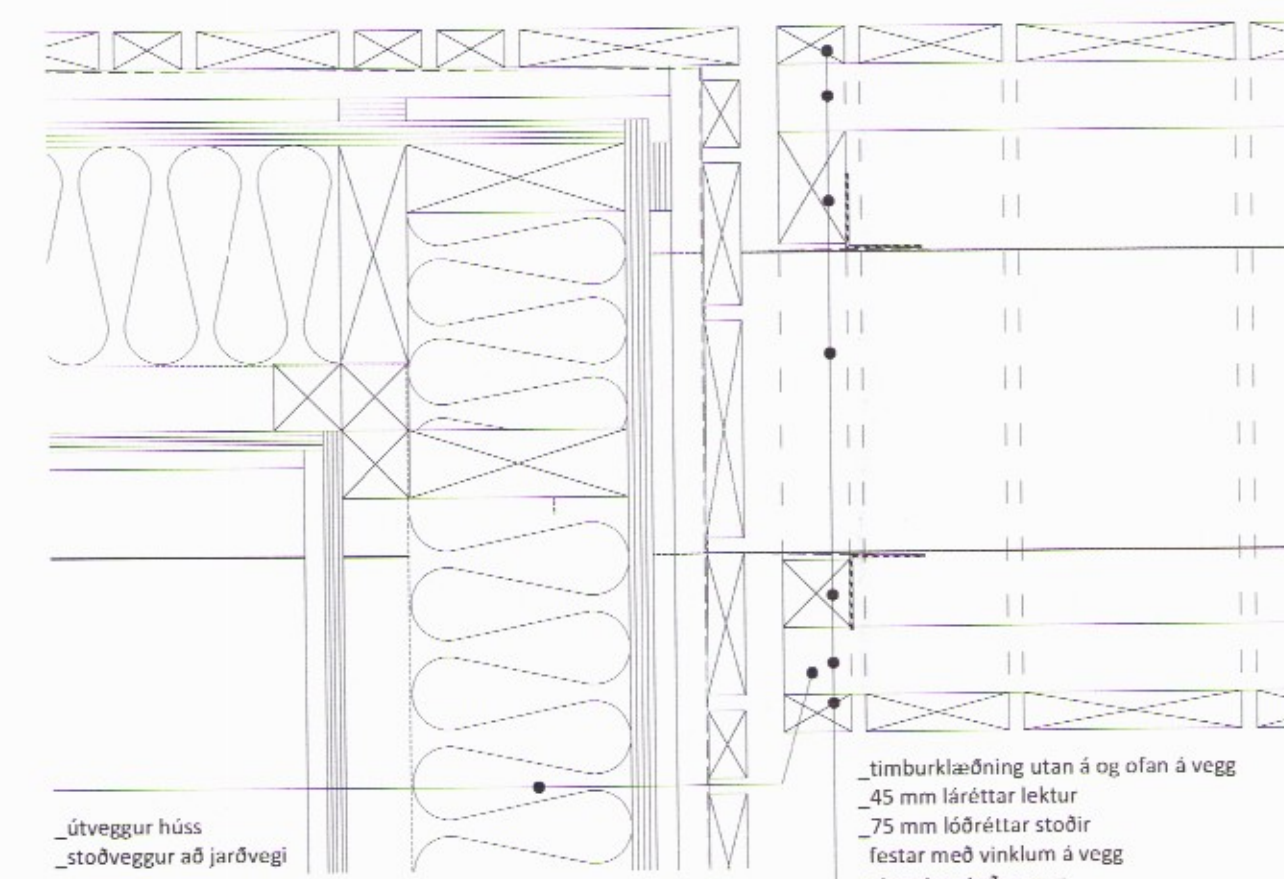 _útveggur húss
_stoðveggur að jarðvegi
_timburklæðning utan á og ofan á vegg
_45 mm láréttar lektur
_75 mm lóðréttar stoðir
festar með vinklum á vegg